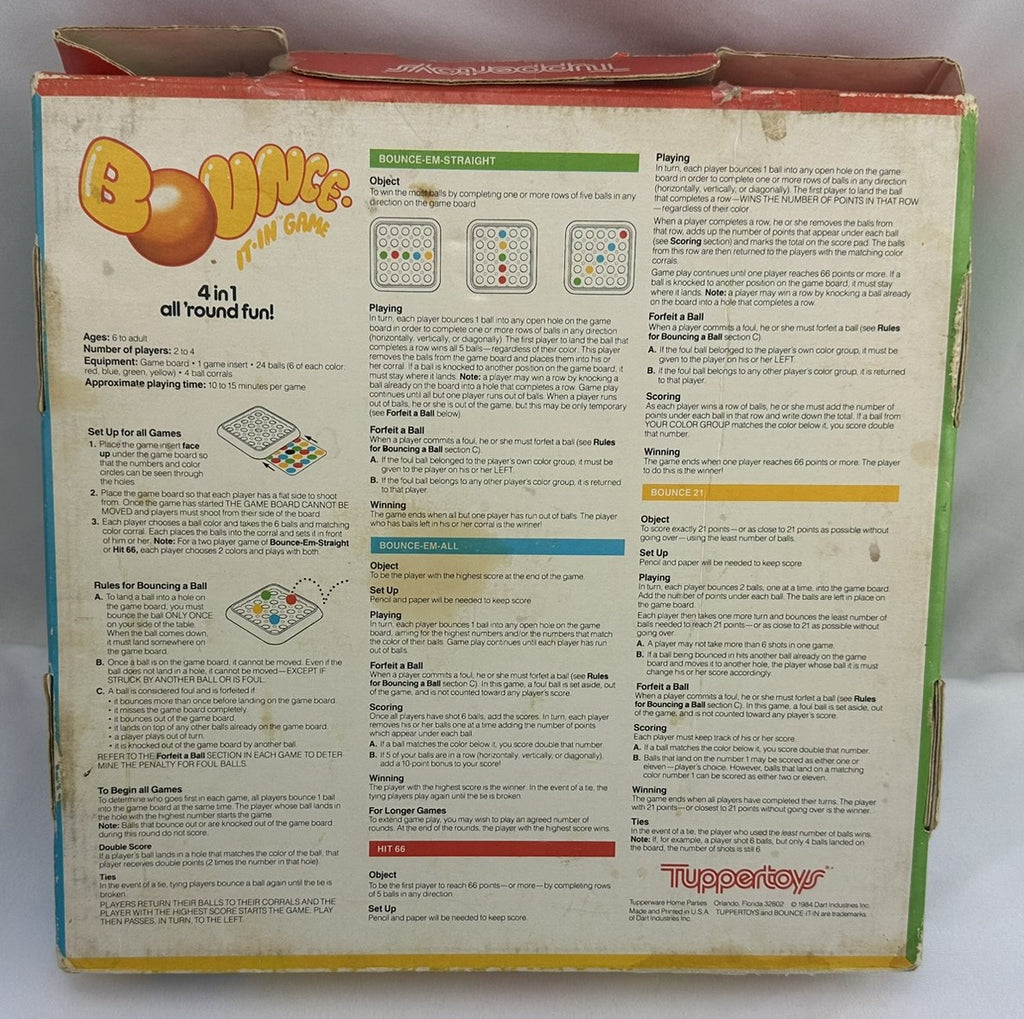 Tuppertoys
BOUNCE-
IT-IN™ GAME
4 in 1
all 'round fun!
Ages: 6 to adult
Number of players: 2 to 4
Equipment: Game board • 1 game insert • 24 balls (6 of each color:
red, blue, green, yellow) • 4 ball corrals
Approximate playing time: 10 to 15 minutes per game
Set Up for all Games
1. Place the game insert face
up under the game board so
that the numbers and color
circles can be seen through
the holes.
2. Place the game board so that each player has a flat side to shoot
from. Once the game has started THE GAME BOARD CANNOT BE
MOVED and players must shoot from their side of the board.
3. Each player chooses a ball color and takes the 6 balls and matching
color corral. Each places the balls into the corral and sets it in front
of him or her. Note: For a two player game of Bounce-Em-Straight
or Hit 66, each player chooses 2 colors and plays with both.
Rules for Bouncing a Ball
A. To land a ball into a hole on
the game board, you must
bounce the ball ONLY ONCE
on your side of the table.
When the ball comes down,
it must land somewhere on
the game board.
B. Once a ball is on the game board, it cannot be moved. Even if the
ball does not land in a hole, it cannot be moved—EXCEPT IF
STRUCK BY ANOTHER BALL OR IS FOUL.
C. A ball is considered foul and is forfeited if:
• it bounces more than once before landing on the game board.
• it misses the game board completely.
• it bounces out of the game board.
• it lands on top of any other balls already on the game board.
• a player plays out of turn.
• it is knocked out of the game board by another ball.
REFER TO THE Forfeit a Ball SECTION IN EACH GAME TO DETER-
MINE THE PENALTY FOR FOUL BALLS.
To Begin all Games
To determine who goes first in each game, all players bounce 1 ball
into the game board at the same time. The player whose ball lands in
the hole with the highest number starts the game.
Note: Balls that bounce out or are knocked out of the game board
during this round do not score.
Double Score
If a player's ball lands in a hole that matches the color of the ball, that
player receives double points (2 times the number in that hole).
Ties
In the event of a tie, tying players bounce a ball again until the tie is
broken.
PLAYERS RETURN THEIR BALLS TO THEIR CORRALS AND THE
PLAYER WITH THE HIGHEST SCORE STARTS THE GAME. PLAY
THEN PASSES, IN TURN, TO THE LEFT.
BOUNCE-EM-STRAIGHT
Object
To win the most balls by completing one or more rows of five balls in any
direction on the game board.
Playing
In turn, each player bounces 1 ball into any open hole on the game
board in order to complete one or more rows of balls in any direction
(horizontally, vertically, or diagonally). The first player to land the ball that
completes a row wins all 5 balls—regardless of their color. This player
removes the balls from the game board and places them into his or
her corral. If a ball is knocked to another position on the game board, it
must stay where it lands. Note: a player may win a row by knocking a
ball already on the board into a hole that completes a row. Game play
continues until all but one player runs out of balls. When a player runs
out of balls, he or she is out of the game, but this may be only temporary
(see Forfeit a Ball below)
Forfeit a Ball
When a player commits a foul, he or she must forfeit a ball (see Rules
for Bouncing a Ball section C).
A. If the foul ball belonged to the player's own color group, it must be
given to the player on his or her LEFT.
B. If the foul ball belongs to any other player's color group, it is returned
to that player.
Winning
The game ends when all but one player has run out of balls. The player
who has balls left in his or her corral is the winner!
BOUNCE-EM-ALL
Object
To be the player with the highest score at the end of the game.
Set Up
Pencil and paper will be needed to keep score.
Playing
In turn, each player bounces 1 ball into any open hole on the game
board, aiming for the highest numbers and/or the numbers that match
the color of their balls. Game play continues until each player has run
out of balls.
Forfeit a Ball
When a player commits a foul, he or she must forfeit a ball (see Rules
for Bouncing a Ball section C). In this game, a foul ball is set aside, out
of the game, and is not counted toward any player's score.
Scoring
Once all players have shot 6 balls, add the scores. In turn, each player
removes his or her balls one at a time adding the number of points
which appear under each ball.
A. If a ball matches the color below it, you score double that number.
B. If 5 of your balls are in a row (horizontally, vertically, or diagonally),
add a 10 point bonus to your score!
Winning
The player with the highest score is the winner. In the event of a tie, the
tying players play again until the tie is broken.
For Longer Games
To extend game play, you may wish to play an agreed number of
rounds. At the end of the rounds, the player with the highest score wins.
HIT 66
Object
To be the first player to reach 66 points—or more—by completing rows
of 5 balls in any direction.
Set Up
Pencil and paper will be needed to keep score.
Playing
In turn, each player bounces 1 ball into any open hole on the game
board in order to complete one or more rows of balls in any direction
(horizontally, vertically, or diagonally). The first player to land the ball
that completes a row—WINS THE NUMBER OF POINTS IN THAT ROW
—regardless of their color.
When a player completes a row, he or she removes the balls from
that row, adds up the number of points that appear under each ball
(see Scoring section) and marks the total on the score pad. The balls
from this row are then returned to the players with the matching color
corrals.
Game play continues until one player reaches 66 points or more. If a
ball is knocked to another position on the game board, it must stay
where it lands. Note: a player may win a row by knocking a ball already
on the board into a hole that completes a row.
Forfeit a Ball
When a player commits a foul, he or she must forfeit a ball (see Rules
for Bouncing a Ball section C)
A. If the foul ball belonged to the player's own color group, it must be
given to the player on his or her LEFT.
B. If the foul ball belongs to any other player's color group, it is returned
to that player.
Scoring
As each player wins a row of balls, he or she must add the number of
points under each ball in that row and write down the total. If a ball from
YOUR COLOR GROUP matches the color below it, you score double
that number.
Winning
The game ends when one player reaches 66 points or more. The player
to do this is the winner!
BOUNCE 21
Object
To score exactly 21 points—or as close to 21 points as possible without
going over—using the least number of balls.
Set Up
Pencil and paper will be needed to keep score.
Playing
In turn, each player bounces 2 balls, one at a time, into the game board.
Add the number of points under each ball. The balls are left in place on
the game board.
Each player then takes one more turn and bounces the least number of
balls needed to reach 21 points—or as close to 21 points as possible without
going over.
A. A player may not take more than 6 shots in one game.
B. If a ball being bounced in hits another ball already on the game
board and moves it to another hole, the player whose ball it is must
change his or her score accordingly.
Forfeit a Ball
When a player commits a foul, he or she must forfeit a ball (see Rules
for Bouncing a Ball section C). In this game, a foul ball is set aside, out
of the game, and is not counted toward any player's score.
Scoring
Each player must keep track of his or her score.
A. If a ball matches the color below it, you score double that number.
B. Balls that land on the number 1 may be scored as either one or
eleven—player's choice. However, balls that land on a matching
color number 1 can be scored as either two or eleven.
Winning
The game ends when all players have completed their turns. The player
with 21 points—or closest to 21 points without going over is the winner.
Ties
In the event of a tie, the player who used the least number of balls wins.
Note: If, for example, a player shot 6 balls, but only 4 balls landed on
the board, the number of shots is still 6.
Tuppertoys®
Tupperware Home Parties Orlando, Florida 32802 © 1984 Dart Industries Inc.
Made and Printed in U.S.A. TUPPERTOYS and BOUNCE-IT-IN are trademarks
of Dart Industries Inc.